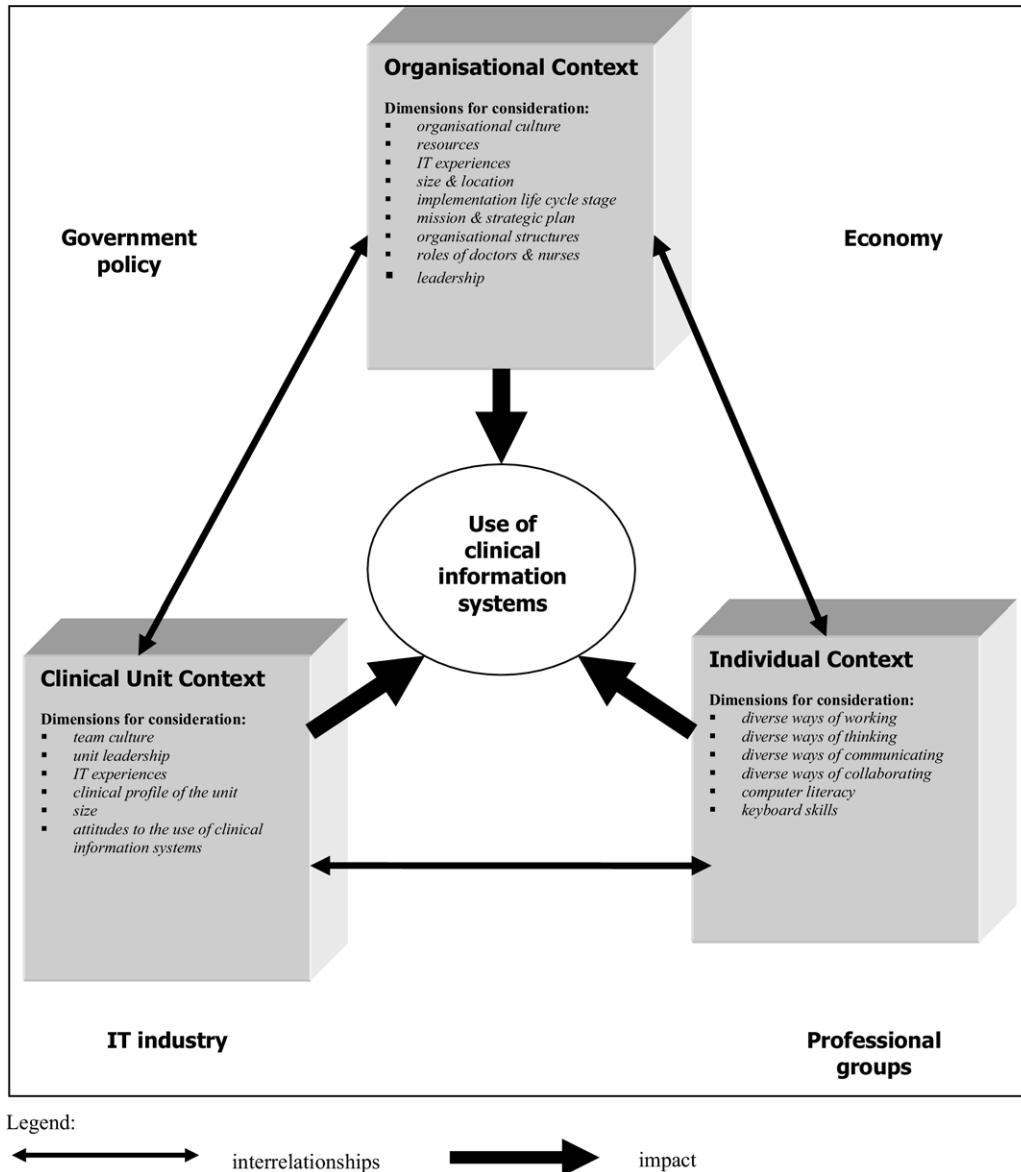 Organisational Context
Dimensions for consideration:
▪ organisational culture
▪ resources
▪ IT experiences
▪ size & location
▪ implementation life cycle stage
▪ mission & strategic plan
▪ organisational structures
▪ roles of doctors & nurses
▪ leadership
Government
policy
Economy
Use of
clinical
information
systems
Clinical Unit Context
Dimensions for consideration:
▪ team culture
▪ unit leadership
▪ IT experiences
▪ clinical profile of the unit
▪ size
▪ attitudes to the use of clinical
information systems
Individual Context
Dimensions for consideration:
▪ diverse ways of working
▪ diverse ways of thinking
▪ diverse ways of communicating
▪ diverse ways of collaborating
▪ computer literacy
▪ keyboard skills
IT industry
Professional
groups
Legend:
interrelationships
impact